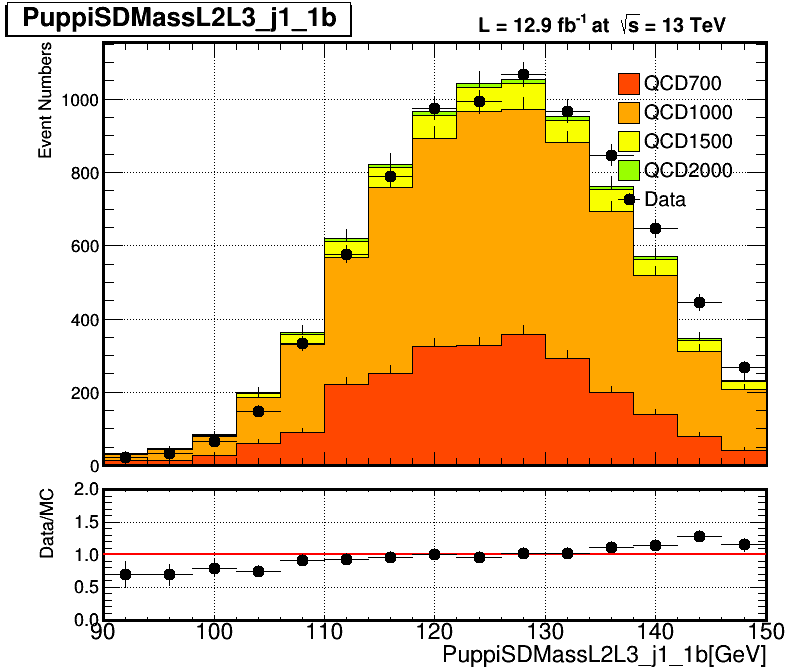 PuppiSDMassL2L3_j1_1b
L = 12.9 fb⁻¹ at √s = 13 TeV
Event Numbers
1000
800
600
400
200
0
QCD700
QCD1000
QCD1500
QCD2000
Data
Data/MC
2.0
1.5
1.0
0.5
0.0
90 100 110 120 130 140 150
PuppiSDMassL2L3_j1_1b[GeV]